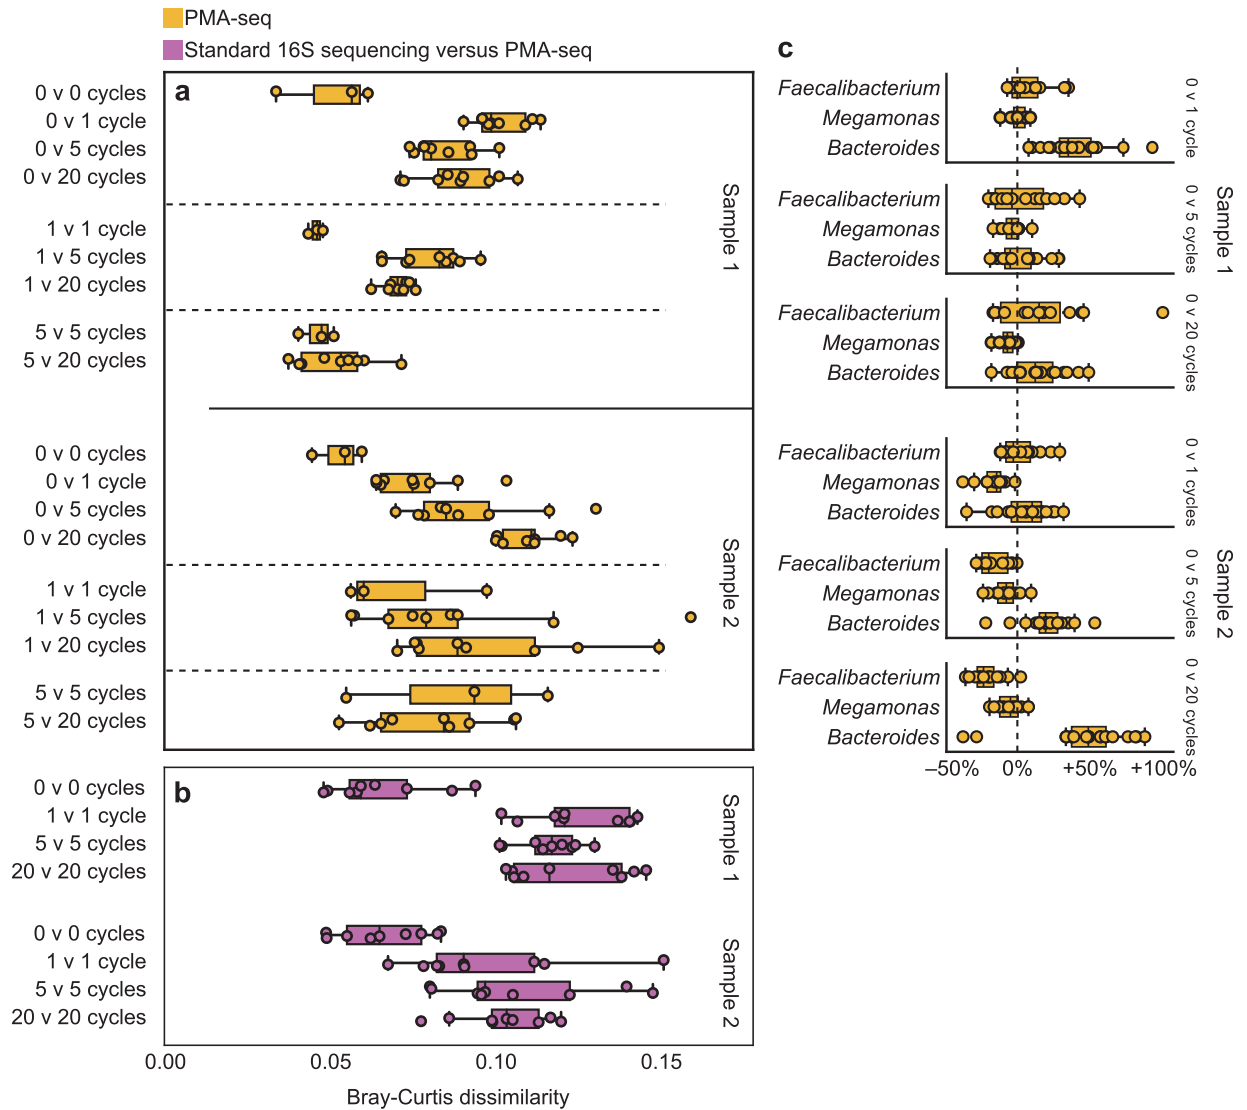 PMA-seq
Standard 16S sequencing versus PMA-seq
a
0 v 0 cycles
0 v 1 cycle
0 v 5 cycles
0 v 20 cycles
1 v 1 cycle
1 v 5 cycles
1 v 20 cycles
5 v 5 cycles
5 v 20 cycles
Sample 1
0 v 0 cycles
0 v 1 cycle
0 v 5 cycles
0 v 20 cycles
1 v 1 cycle
1 v 5 cycles
1 v 20 cycles
5 v 5 cycles
5 v 20 cycles
Sample 2
b
0 v 0 cycles
1 v 1 cycle
5 v 5 cycles
20 v 20 cycles
Sample 1
0 v 0 cycles
1 v 1 cycle
5 v 5 cycles
20 v 20 cycles
Sample 2
0.00 0.05 0.10 0.15
Bray-Curtis dissimilarity
c
Faecalibacterium
Megamonas
Bacteroides
0 v 1 cycle
Faecalibacterium
Megamonas
Bacteroides
0 v 5 cycles
Faecalibacterium
Megamonas
Bacteroides
0 v 20 cycles
Sample 1
Faecalibacterium
Megamonas
Bacteroides
0 v 1 cycles
Faecalibacterium
Megamonas
Bacteroides
0 v 5 cycles
Faecalibacterium
Megamonas
Bacteroides
0 v 20 cycles
Sample 2
–50% 0% +50% +100%